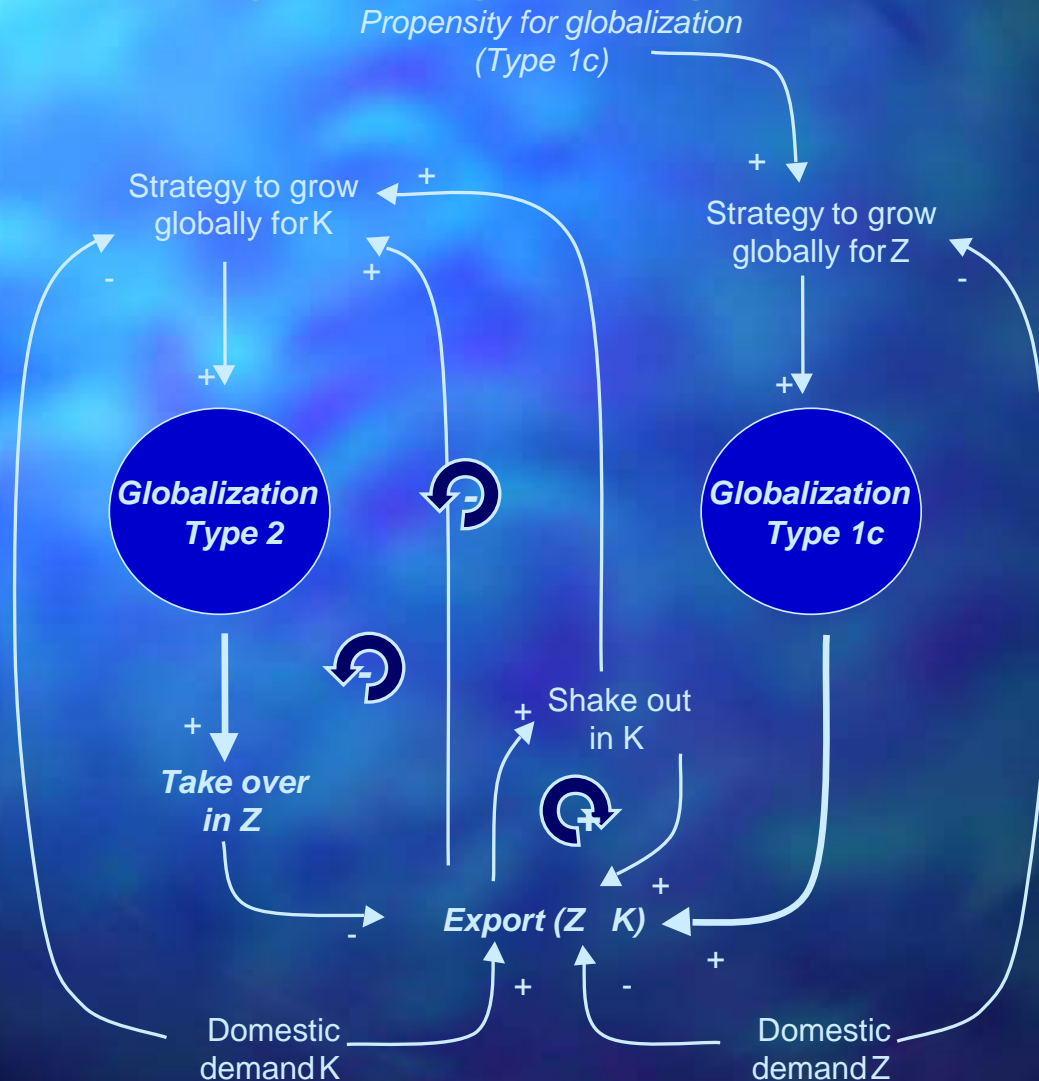 Propensity for globalization
(Type 1c)
+
+
Strategy to grow
globally for K
Strategy to grow
globally for Z
-
+
-
+
+
Globalization
Type 2
Globalization
Type 1c
-
-
+
+
Shake out
in K
Take over
in Z
+
+
Export (Z K)
-
+
+
-
Domestic
demand K
Domestic
demand Z